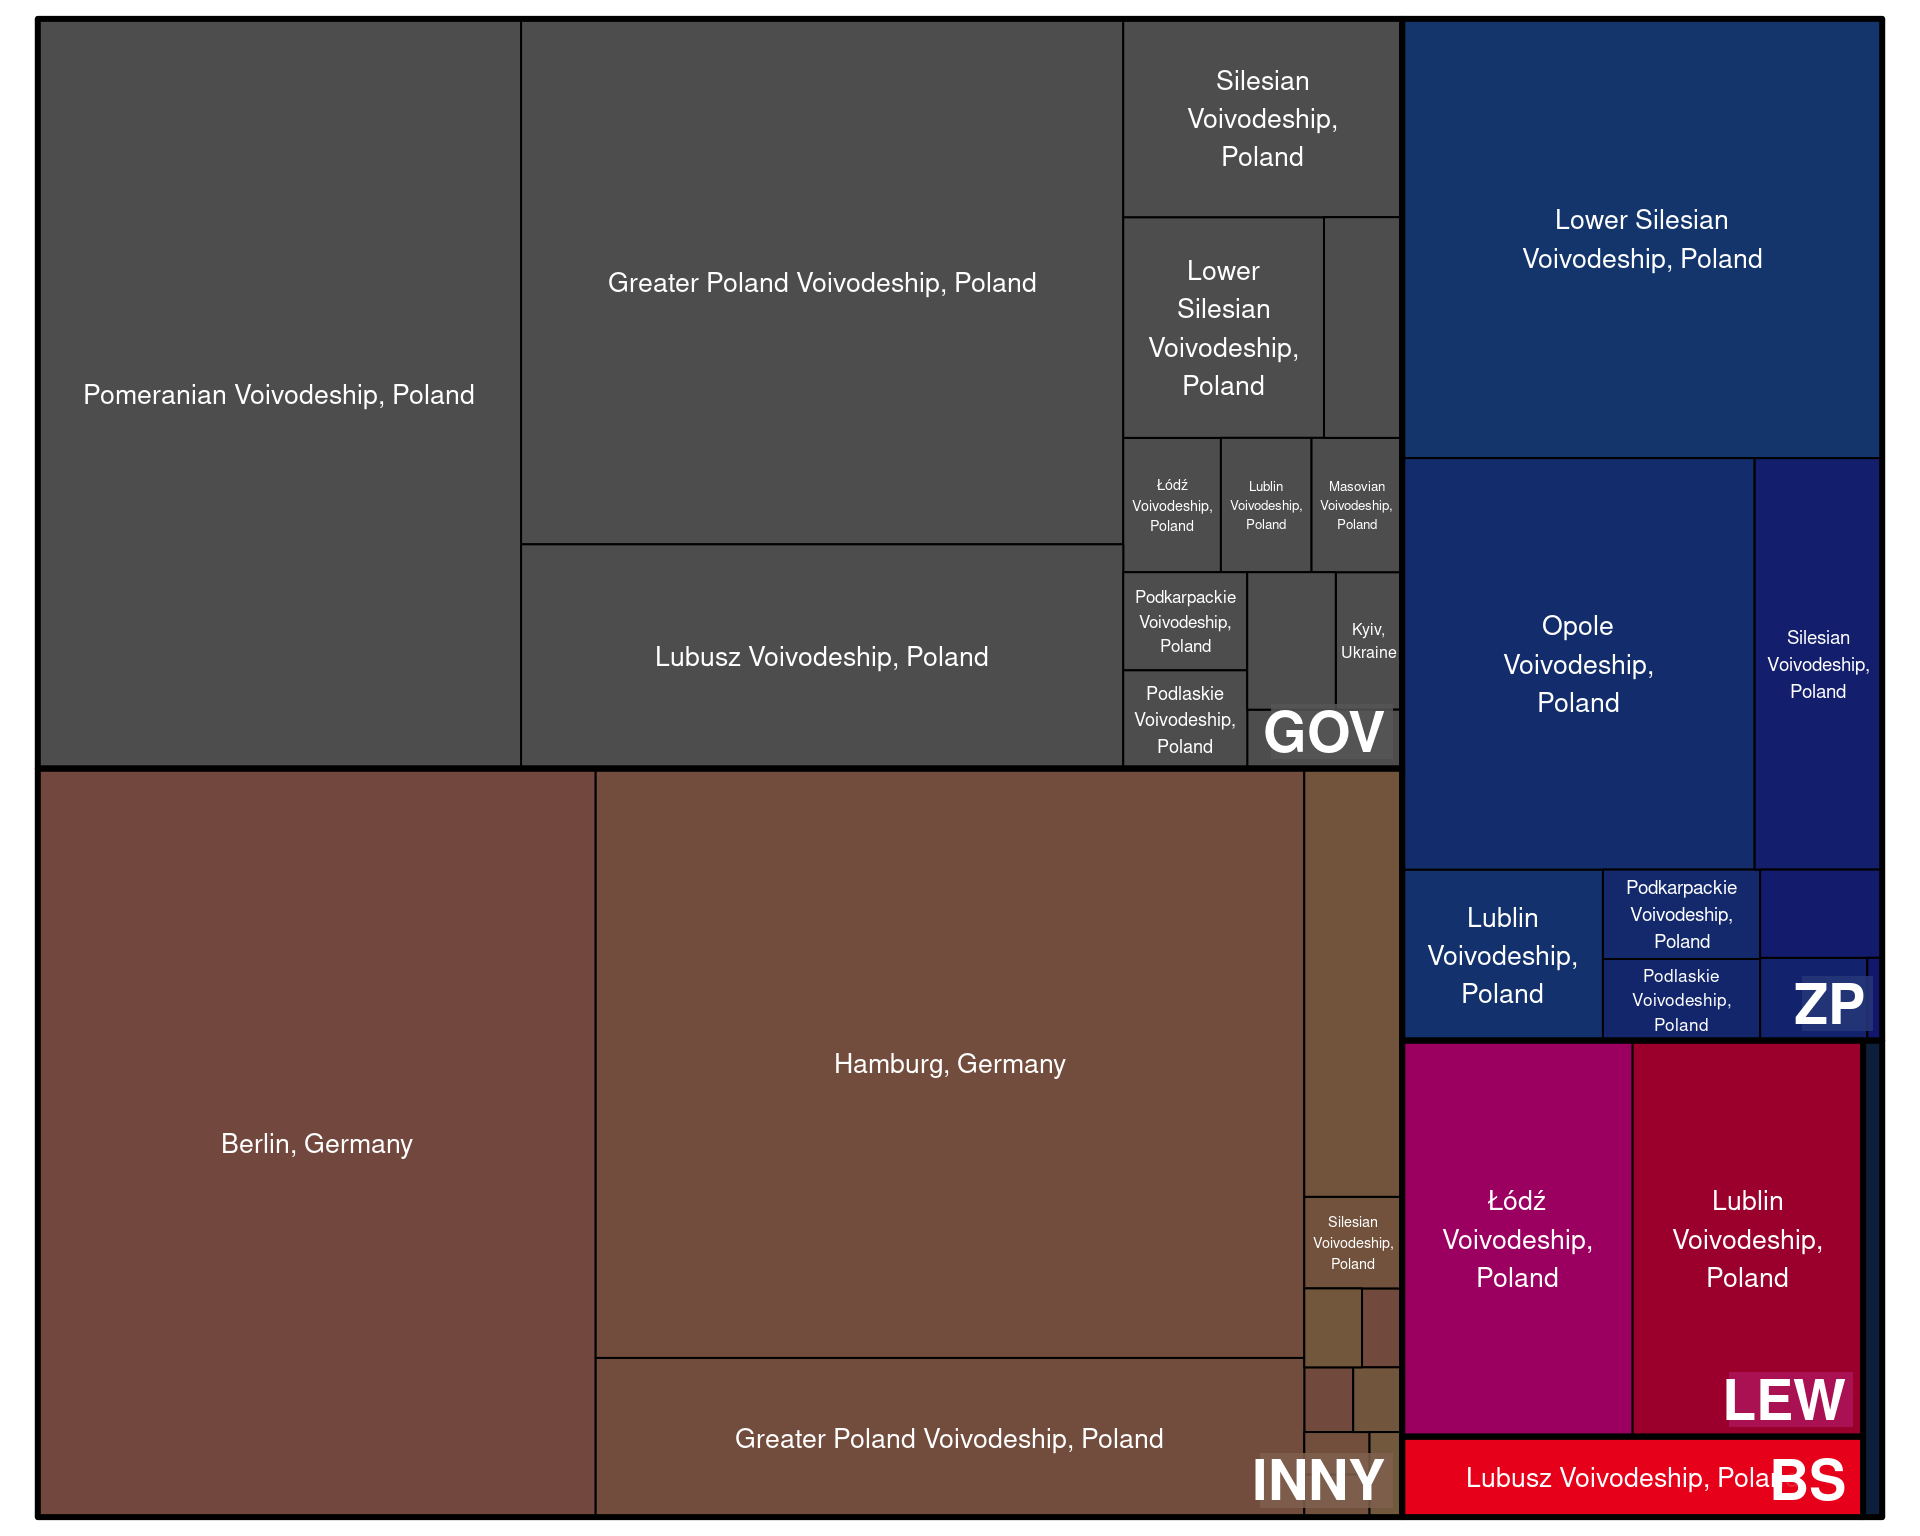 Pomeranian Voivodeship, Poland
Greater Poland Voivodeship, Poland
Lubusz Voivodeship, Poland
Silesian
Voivodeship,
Poland
Lower
Silesian
Voivodeship,
Poland
Łódź
Voivodeship,
Poland
Lublin
Voivodeship,
Poland
Masovian
Voivodeship,
Poland
Podkarpackie
Voivodeship,
Poland
Kyiv,
Ukraine
Podlaskie
Voivodeship,
Poland
GOV
Berlin, Germany
Hamburg, Germany
Greater Poland Voivodeship, Poland
Silesian
Voivodeship,
Poland
INNY
Lower Silesian
Voivodeship, Poland
Opole
Voivodeship,
Poland
Silesian
Voivodeship,
Poland
Lublin
Voivodeship,
Poland
Podkarpackie
Voivodeship,
Poland
Podlaskie
Voivodeship,
Poland
ZP
Łódź
Voivodeship,
Poland
Lublin
Voivodeship,
Poland
LEW
Lubusz Voivodeship,
BS